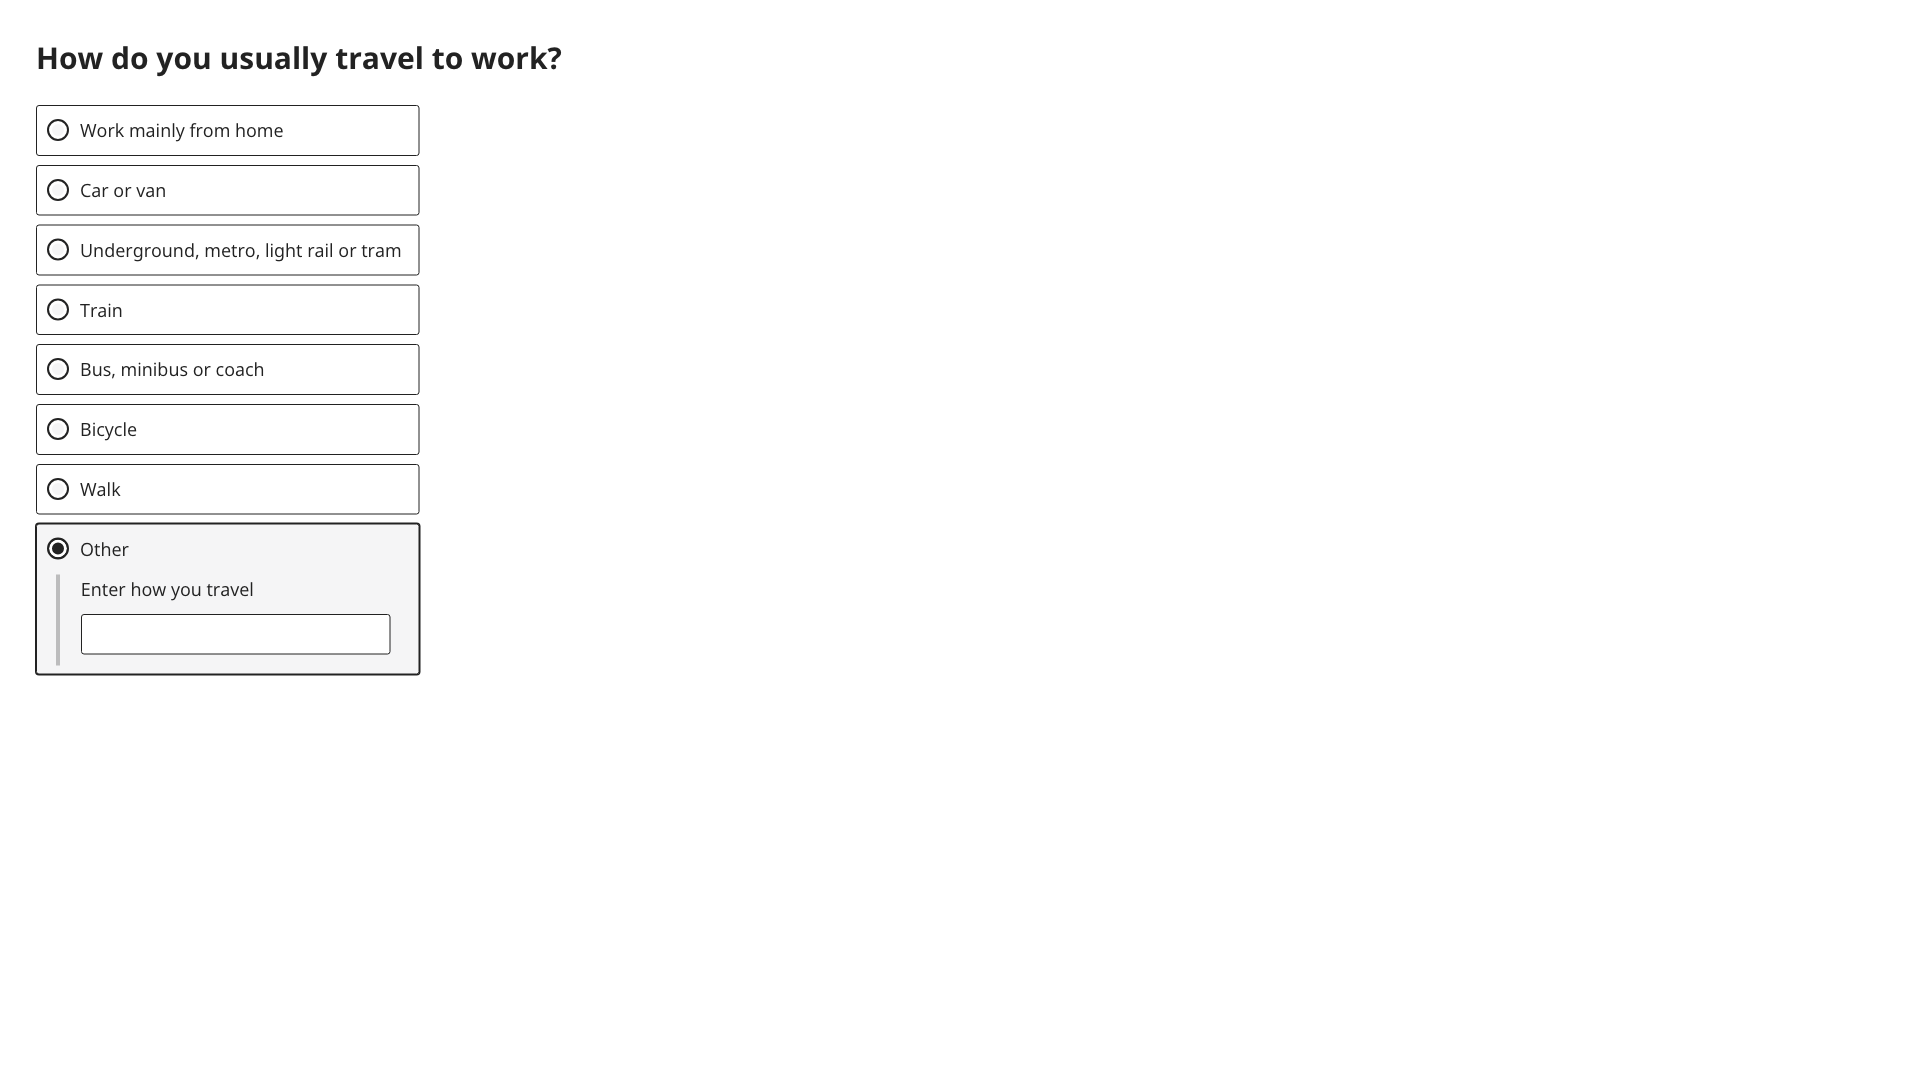 How do you usually travel to work?
Work mainly from home
Car or van
Underground, metro, light rail or tram
Train
Bus, minibus or coach
Bicycle
Walk
Other
Enter how you travel